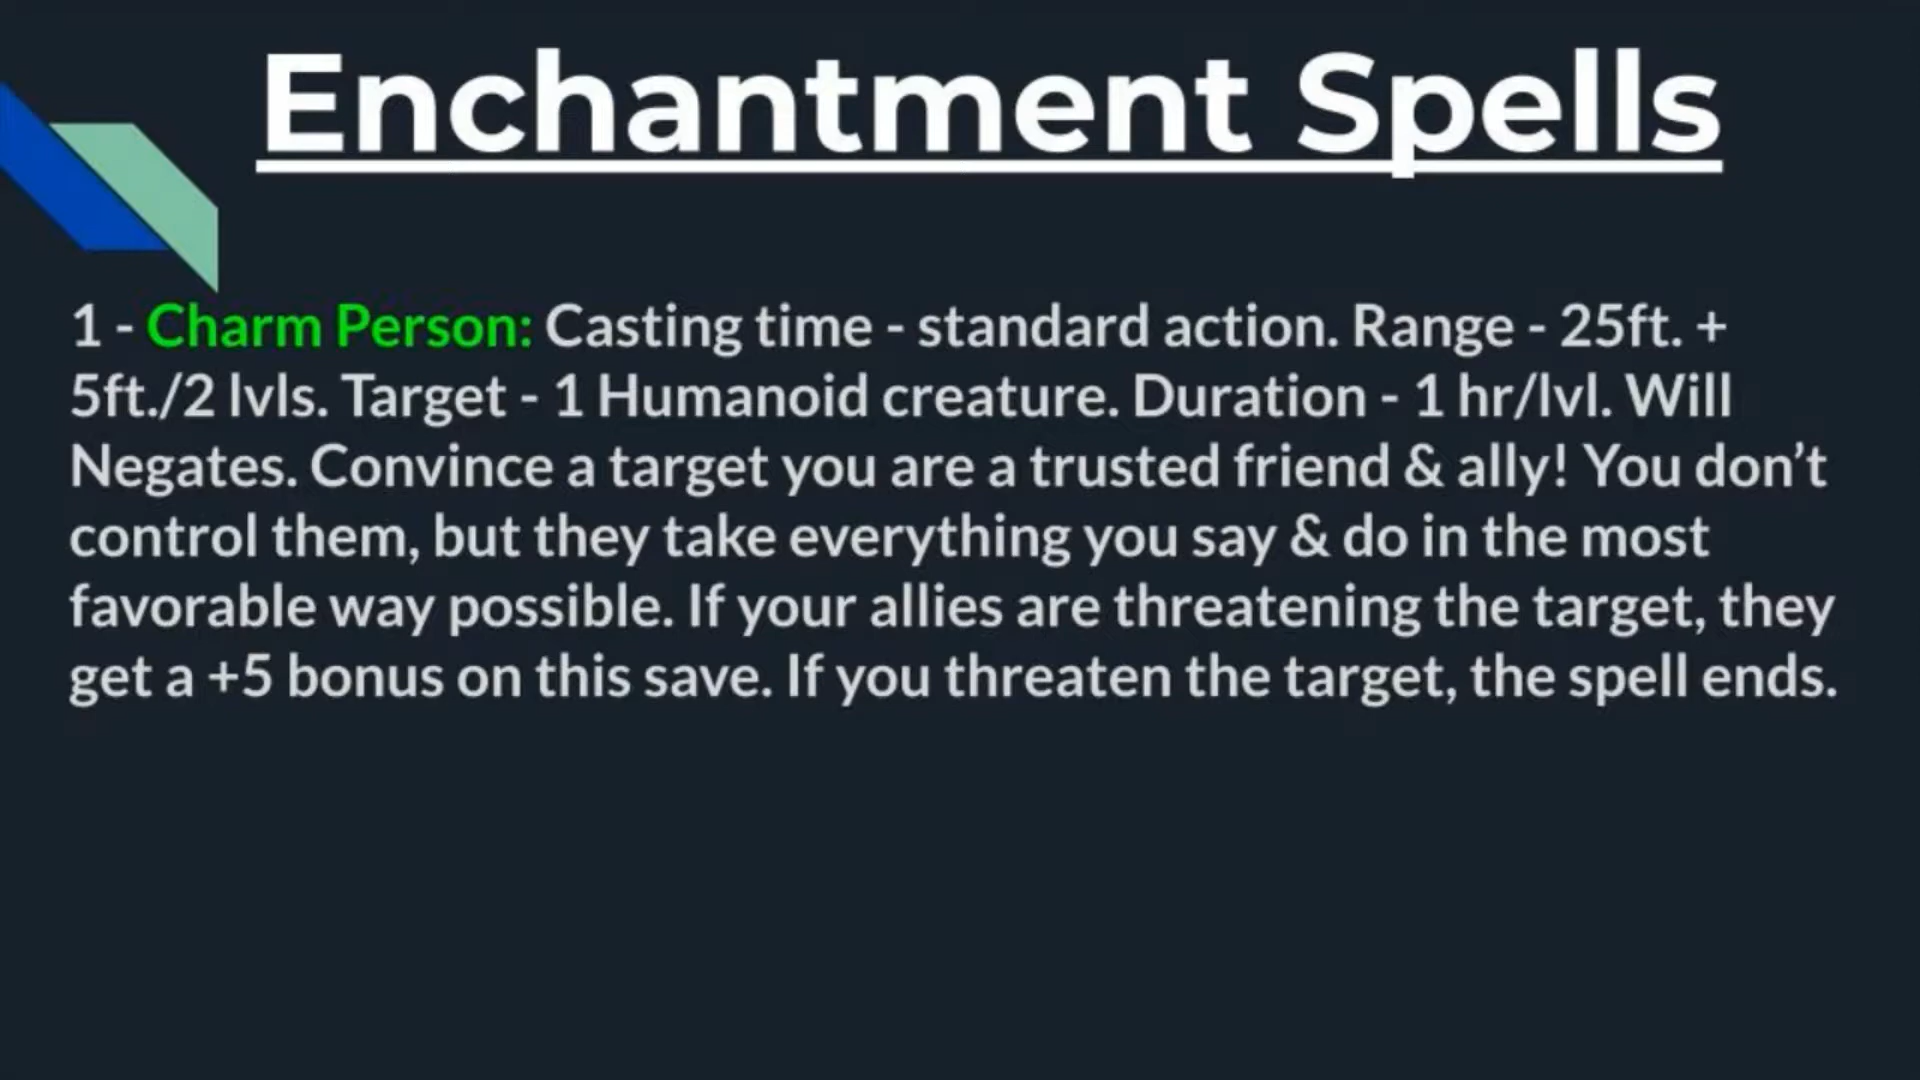 Enchantment Spells
1 - Charm Person: Casting time - standard action. Range - 25ft. +
5ft./2 lvls. Target - 1 Humanoid creature. Duration - 1 hr/lvl. Will
Negates. Convince a target you are a trusted friend & ally! You don’t
control them, but they take everything you say & do in the most
favorable way possible. If your allies are threatening the target, they
get a +5 bonus on this save. If you threaten the target, the spell ends.